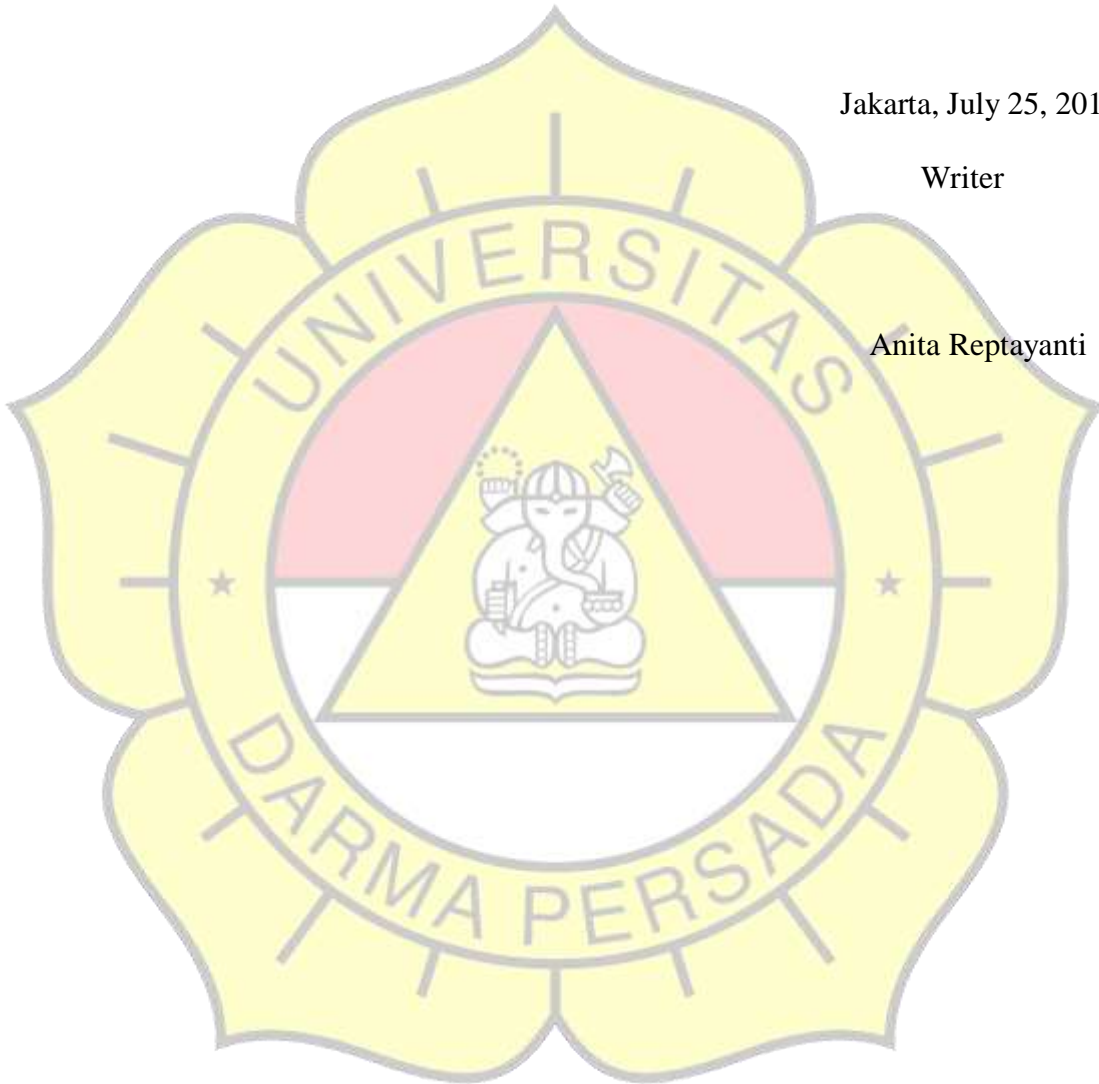 Jakarta, July 25, 201
Writer
Anita Reptayanti
UNIVERSITAS
DARMA PERSADA